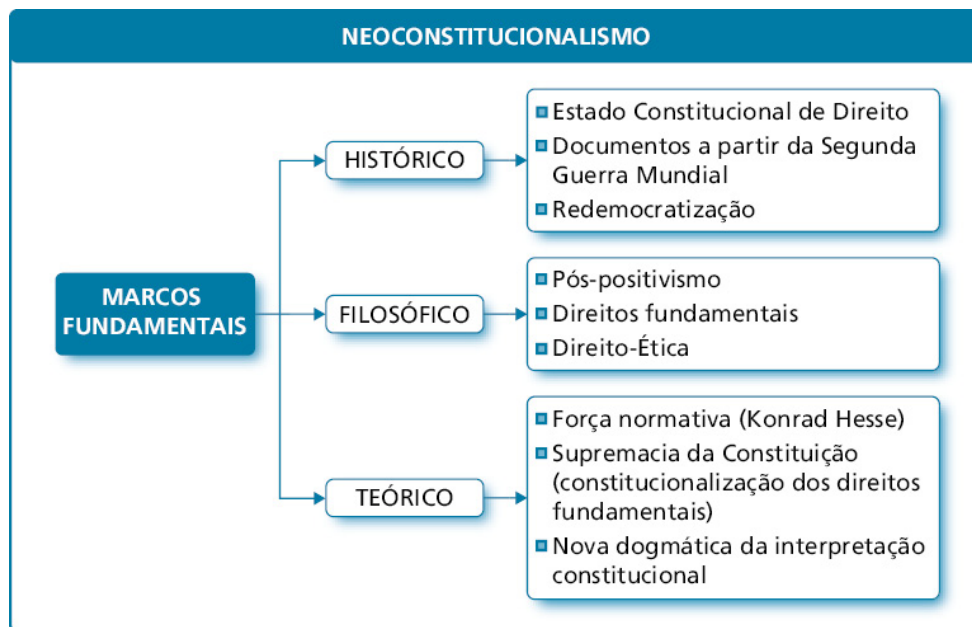 NEOCONSTITUCIONALISMO
MARCOS
FUNDAMENTAIS
HISTÓRICO
Estado Constitucional de Direito
Documentos a partir da Segunda
Guerra Mundial
Redemocratização
FILOSÓFICO
Pós-positivismo
Direitos fundamentais
Direito-Ética
TEÓRICO
Força normativa (Konrad Hesse)
Supremacia da Constituição
(constitucionalização dos direitos
fundamentais)
Nova dogmática da interpretação
constitucional